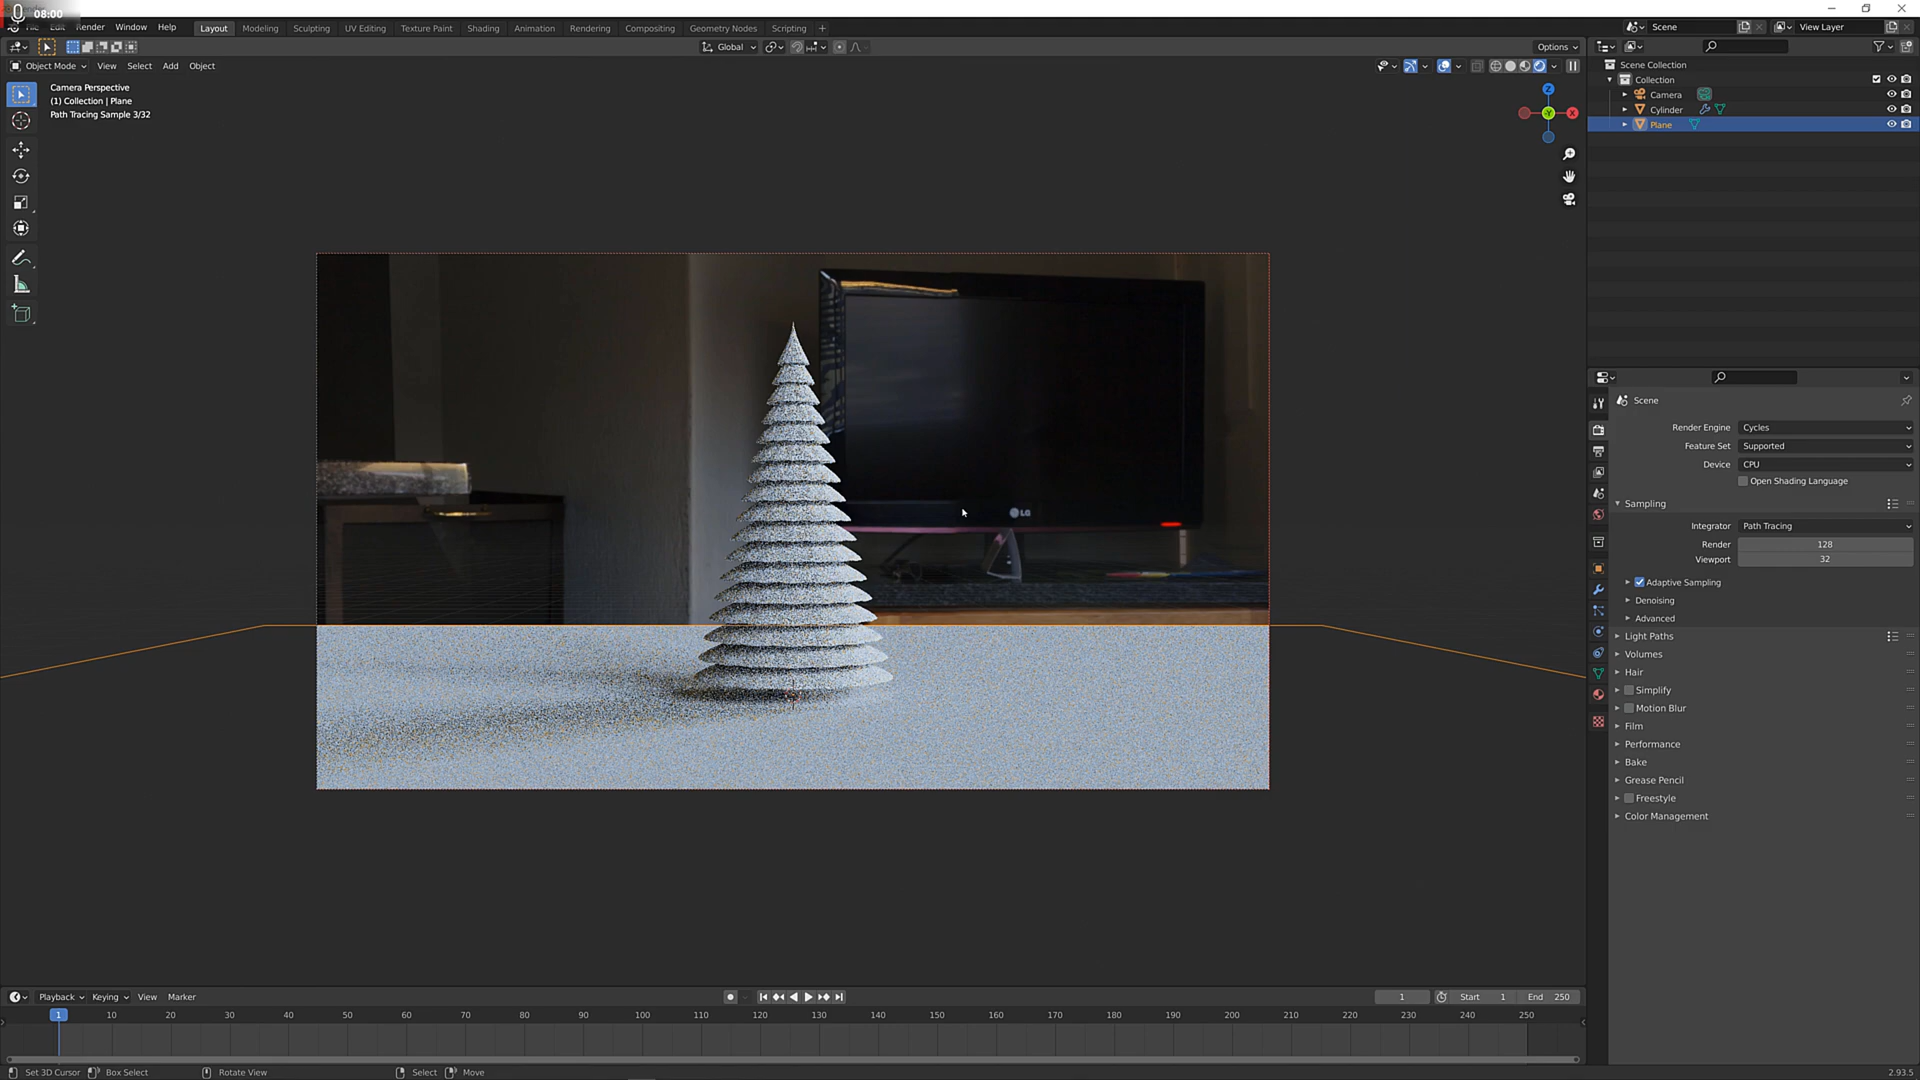 08:00
File Edit Render Window Help
Layout Modeling Sculpting UV Editing Texture Paint Shading Animation Rendering Compositing Geometry Nodes Scripting +
Scene View Layer
Global Options
Object Mode View Select Add Object
Camera Perspective
(1) Collection | Plane
Path Tracing Sample 3/32
Z
Y
X
LG
Scene Collection
Collection
Camera
Cylinder
Plane
Scene
Render Engine Cycles
Feature Set Supported
Device CPU
Open Shading Language
Sampling
Integrator Path Tracing
Render 128
Viewport 32
Adaptive Sampling
Denoising
Advanced
Light Paths
Volumes
Hair
Simplify
Motion Blur
Film
Performance
Bake
Grease Pencil
Freestyle
Color Management
Playback Keying View Marker
1 Start 1 End 250
1 10 20 30 40 50 60 70 80 90 100 110 120 130 140 150 160 170 180 190 200 210 220 230 240 250
Set 3D Cursor Box Select Rotate View Select Move 2.93.5